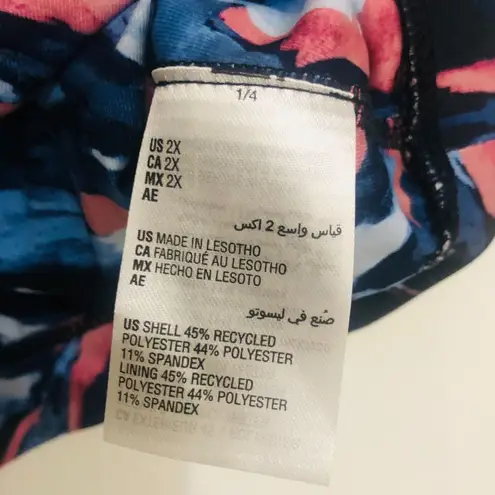 1/4
US 2X
CA 2X
MX 2X
AE
قياس واسع 2 اكس
US MADE IN LESOTHO
CA FABRIQUÉ AU LESOTHO
MX HECHO EN LESOTO
AE
صُنع في ليسوتو
US SHELL 45% RECYCLED
POLYESTER 44% POLYESTER
11% SPANDEX
LINING 45% RECYCLED
POLYESTER 44% POLYESTER
11% SPANDEX